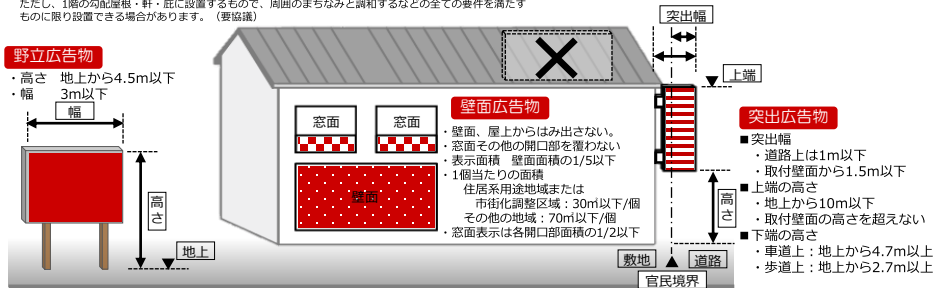 ただし、1階の勾配屋根・軒・庇に設置するもので、周囲のまちなみと調和するなどの全ての要件を満たす
ものに限り設置できる場合があります。（要協議）
野立広告物
・高さ　地上から4.5m以下
・幅　　3m以下
幅
高さ
地上
窓面
窓面
壁面
壁面広告物
・壁面、屋上からはみ出さない。
・窓面その他の開口部を覆わない
・表示面積　壁面面積の1/5以下
・1個当たりの面積
住居系用途地域または
市街化調整区域：30㎡以下/個
その他の地域：70㎡以下/個
・窓面表示は各開口部面積の1/2以下
突出幅
上端
高さ
敷地
道路
官民境界
突出広告物
■突出幅
・道路上は1m以下
・取付壁面から1.5m以下
■上端の高さ
・地上から10m以下
・取付壁面の高さを超えない
■下端の高さ
・車道上：地上から4.7m以上
・歩道上：地上から2.7m以上